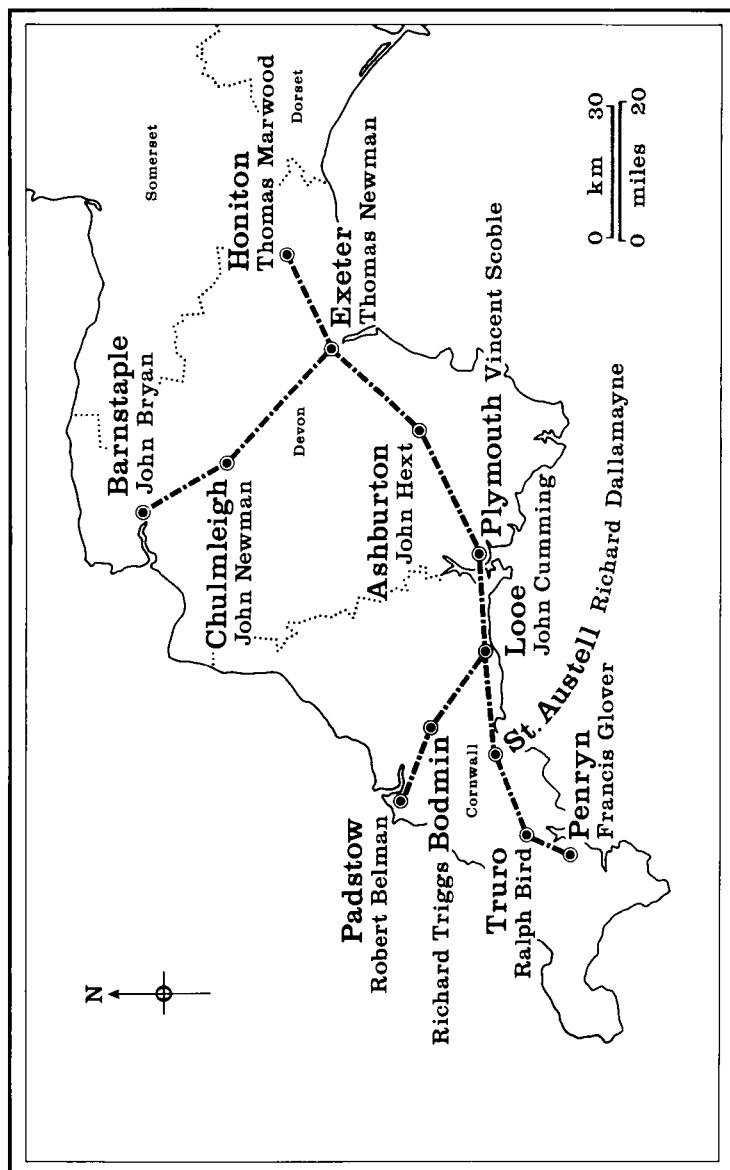 N
Somerset
Barnstaple
John Bryan
Honiton
Thomas Marwood
Dorset
Chulmleigh
John Newman
Devon
Exeter
Thomas Newman
Ashburton
John Hext
Padstow
Robert Belman
Plymouth Vincent Scoble
Richard Triggs Bodmin
Cornwall
Looe
John Cumming
St. Austell Richard Dallamayne
Truro
Ralph Bird
Penryn
Francis Glover
0 km 30
0 miles 20